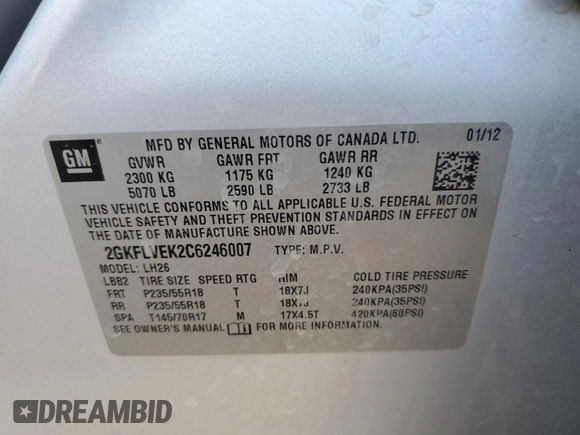 GM
MFD BY GENERAL MOTORS OF CANADA LTD. 01/12
GVWR GAWR FRT GAWR RR
2300 KG 1175 KG 1240 KG
5070 LB 2590 LB 2733 LB
THIS VEHICLE CONFORMS TO ALL APPLICABLE U.S. FEDERAL MOTOR
VEHICLE SAFETY AND THEFT PREVENTION STANDARDS IN EFFECT ON
THE DATE OF MANUFACTURE SHOWN ABOVE.
2GKFLVEK2C6246007 TYPE: M.P.V.
MODEL: LH26
LBB2 TIRE SIZE SPEED RTG RIM COLD TIRE PRESSURE
FRT P235/55R18 T 18X7J 240KPA(35PSI)
RR P235/55R18 T 18X7J 240KPA(35PSI)
SPA T145/70R17 M 17X4.5T 420KPA(60PSI)
SEE OWNER'S MANUAL
DREAMBID